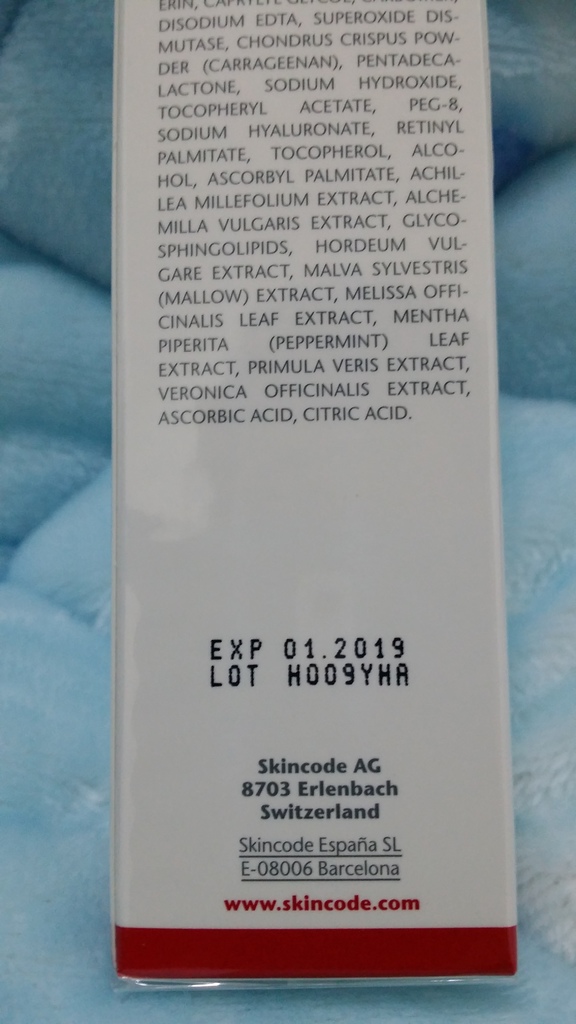 ERIN, CAPRYLYL GLYCOL, CARBOMER,
DISODIUM EDTA, SUPEROXIDE DIS-
MUTASE, CHONDRUS CRISPUS POW-
DER (CARRAGEENAN), PENTADECA-
LACTONE, SODIUM HYDROXIDE,
TOCOPHERYL ACETATE, PEG-8,
SODIUM HYALURONATE, RETINYL
PALMITATE, TOCOPHEROL, ALCO-
HOL, ASCORBYL PALMITATE, ACHIL-
LEA MILLEFOLIUM EXTRACT, ALCHE-
MILLA VULGARIS EXTRACT, GLYCO-
SPHINGOLIPIDS, HORDEUM VUL-
GARE EXTRACT, MALVA SYLVESTRIS
(MALLOW) EXTRACT, MELISSA OFFI-
CINALIS LEAF EXTRACT, MENTHA
PIPERITA (PEPPERMINT) LEAF
EXTRACT, PRIMULA VERIS EXTRACT,
VERONICA OFFICINALIS EXTRACT,
ASCORBIC ACID, CITRIC ACID.
EXP 01.2019
LOT H009YHA
Skincode AG
8703 Erlenbach
Switzerland
Skincode España SL
E-08006 Barcelona
www.skincode.com